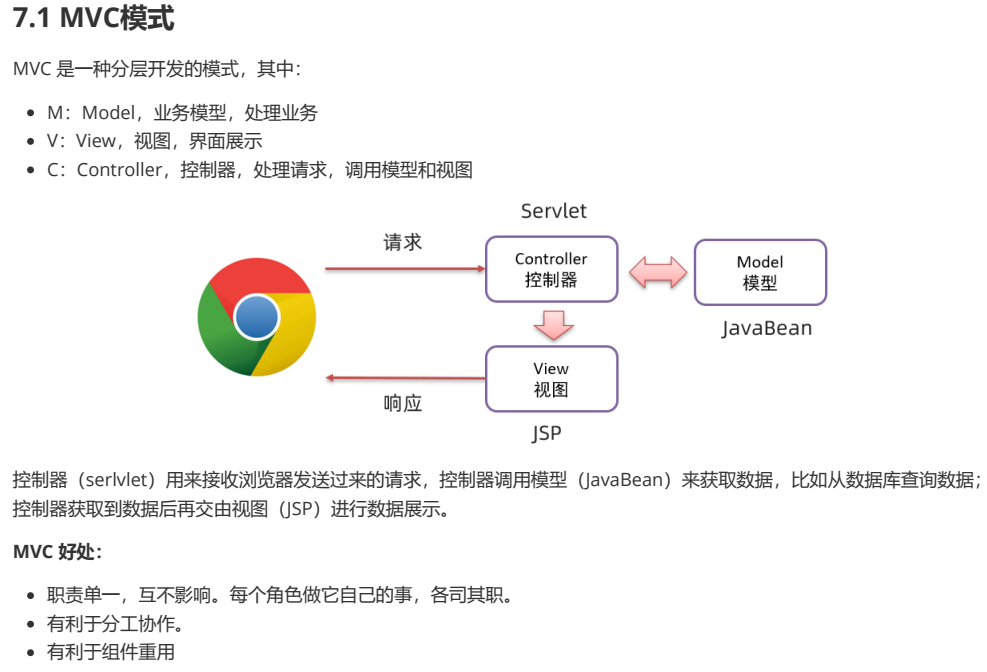 7.1 MVC模式
MVC 是一种分层开发的模式，其中：
M：Model，业务模型，处理业务
V：View，视图，界面展示
C：Controller，控制器，处理请求，调用模型和视图
Servlet
请求
Controller
控制器
Model
模型
JavaBean
View
视图
响应
JSP
控制器（serlvlet）用来接收浏览器发送过来的请求，控制器调用模型（JavaBean）来获取数据，比如从数据库查询数据；
控制器获取到数据后再交由视图（JSP）进行数据展示。
MVC 好处：
职责单一，互不影响。每个角色做它自己的事，各司其职。
有利于分工协作。
有利于组件重用